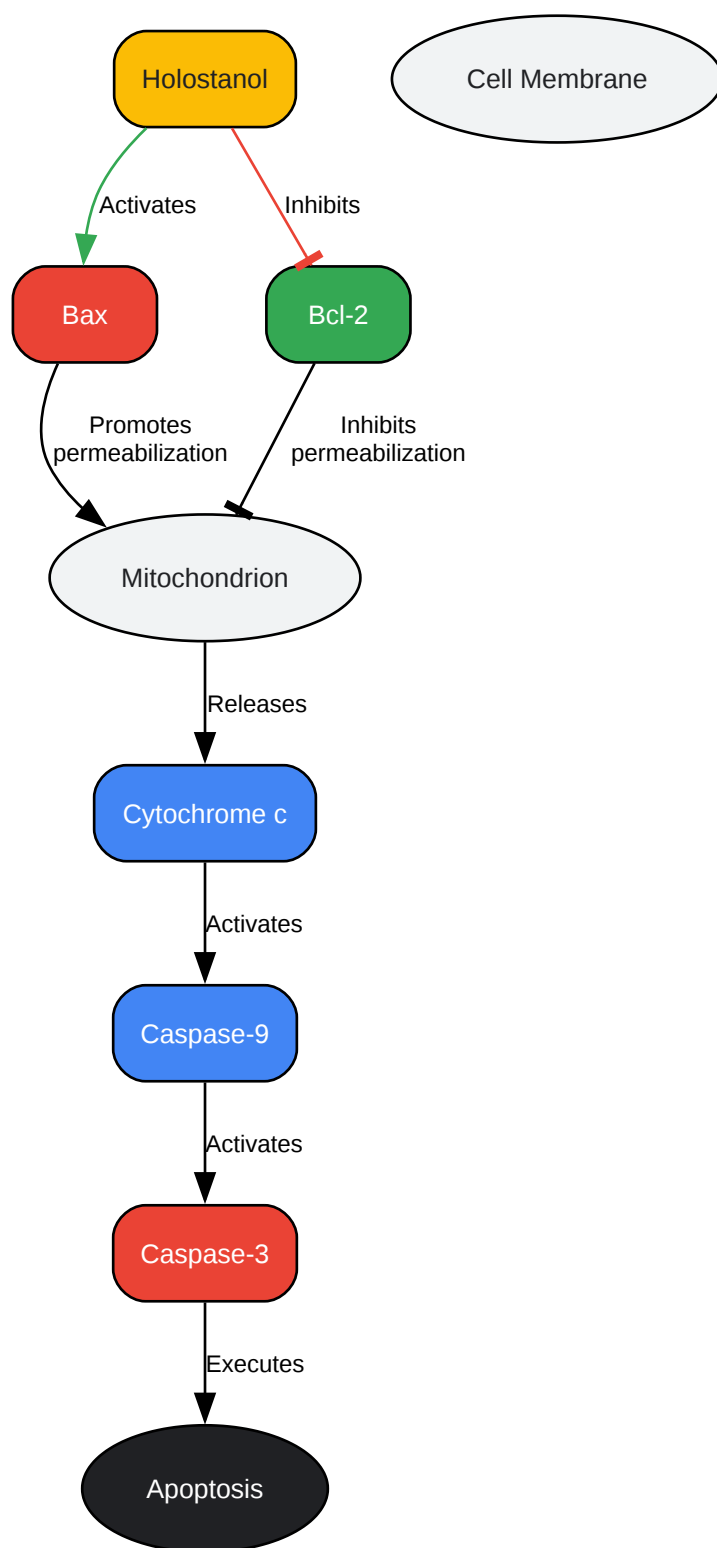 Holostanol
Cell Membrane
Activates
Inhibits
Bax
Bcl-2
Promotes
permeabilization
Inhibits
permeabilization
Mitochondrion
Releases
Cytochrome c
Activates
Caspase-9
Activates
Caspase-3
Executes
Apoptosis